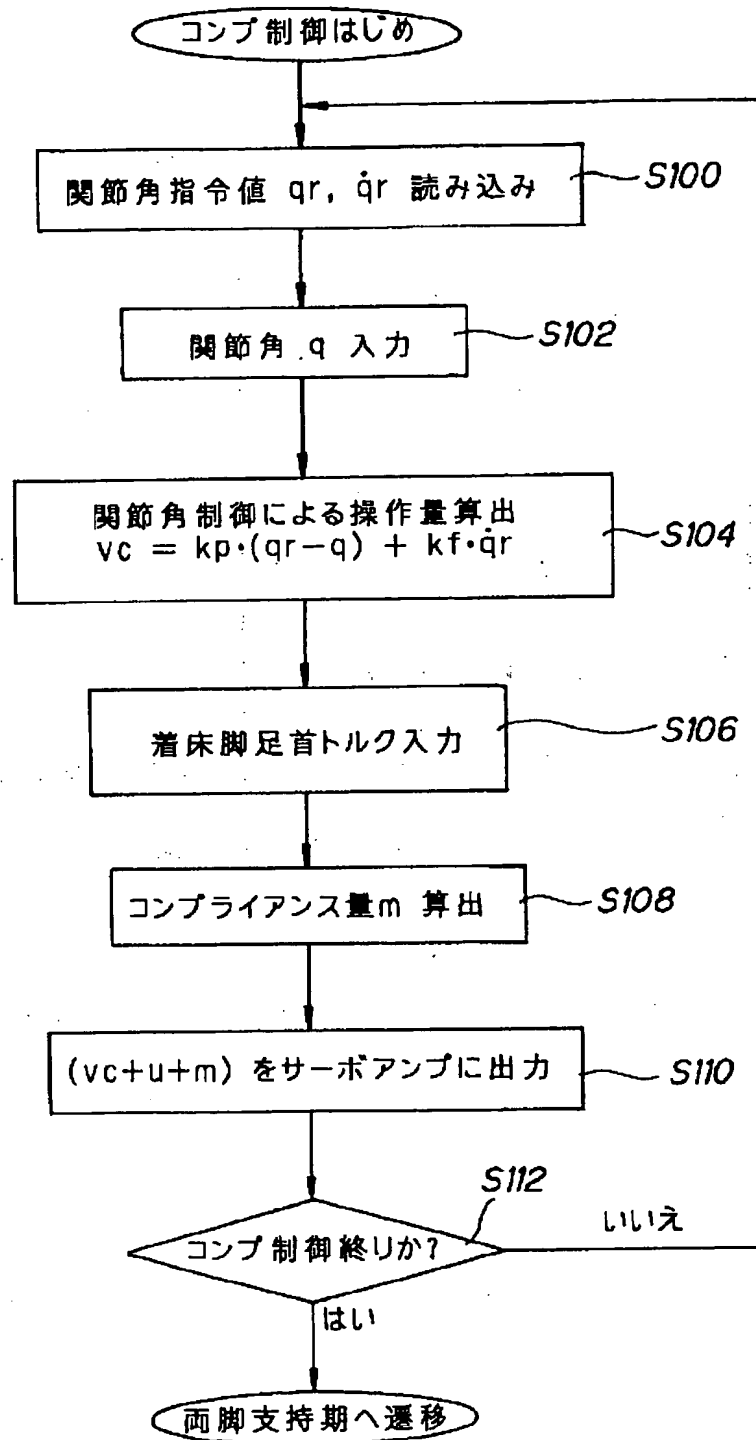 コンプ制御はじめ
関節角指令値 qr, q̇r 読み込み
S100
関節角 q 入力
S102
関節角制御による操作量算出
vc = kp・(qr−q) + kf・q̇r
S104
着床脚足首トルク入力
S106
コンプライアンス量m 算出
S108
(vc+u+m) をサーボアンプに出力
S110
S112
コンプ制御終りか?
いいえ
はい
両脚支持期へ遷移